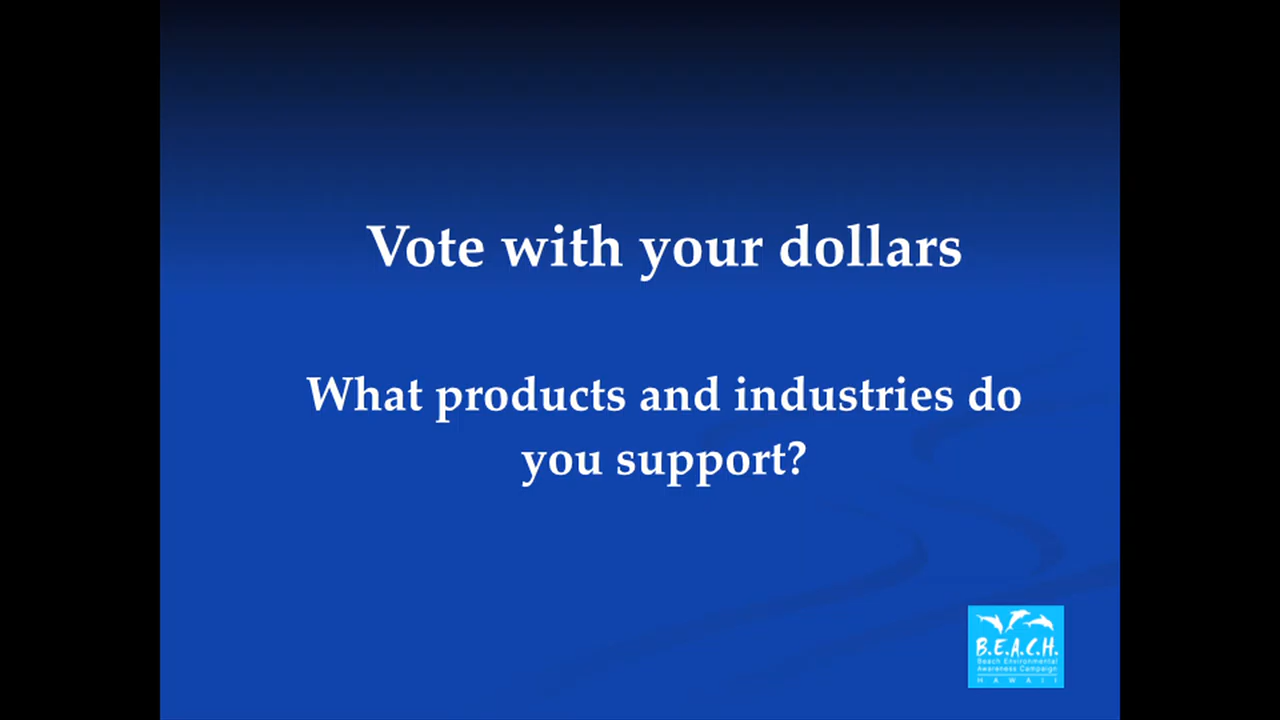 Vote with your dollars
What products and industries do
you support?
B.E.A.C.H.
Beach Environmental
Awareness Campaign
HAWAII